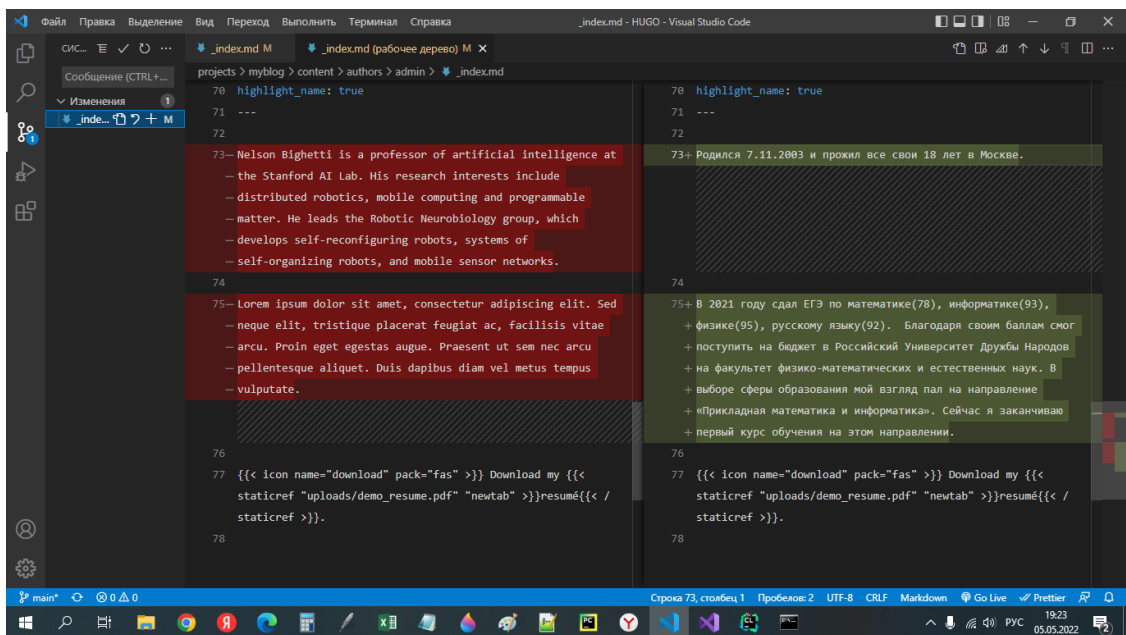 Файл Правка Выделение Вид Переход Выполнить Терминал Справка _index.md - HUGO - Visual Studio Code
СИС...
_index.md M _index.md (рабочее дерево) M
Сообщение (CTRL+...
projects > myblog > content > authors > admin > _index.md
Изменения 1
_inde... M
1
70 highlight_name: true
71 ---
72
73— Nelson Bighetti is a professor of artificial intelligence at
— the Stanford AI Lab. His research interests include
— distributed robotics, mobile computing and programmable
— matter. He leads the Robotic Neurobiology group, which
— develops self-reconfiguring robots, systems of
— self-organizing robots, and mobile sensor networks.
74
75— Lorem ipsum dolor sit amet, consectetur adipiscing elit. Sed
— neque elit, tristique placerat feugiat ac, facilisis vitae
— arcu. Proin eget egestas augue. Praesent ut sem nec arcu
— pellentesque aliquet. Duis dapibus diam vel metus tempus
— vulputate.
76
77 {{< icon name="download" pack="fas" >}} Download my {{<
staticref "uploads/demo_resume.pdf" "newtab" >}}resumé{{< /
staticref >}}.
78
70 highlight_name: true
71 ---
72
73+ Родился 7.11.2003 и прожил все свои 18 лет в Москве.
74
75+ В 2021 году сдал ЕГЭ по математике(78), информатике(93),
+ физике(95), русскому языку(92).  Благодаря своим баллам смог
+ поступить на бюджет в Российский Университет Дружбы Народов
+ на факультет физико-математических и естественных наук. В
+ выборе сферы образования мой взгляд пал на направление
+ «Прикладная математика и информатика». Сейчас я заканчиваю
+ первый курс обучения на этом направлении.
76
77 {{< icon name="download" pack="fas" >}} Download my {{<
staticref "uploads/demo_resume.pdf" "newtab" >}}resumé{{< /
staticref >}}.
78
main* 0 0 Строка 73, столбец 1 Пробелов: 2 UTF-8 CRLF Markdown Go Live Prettier
РУС 19:23
05.05.2022
2